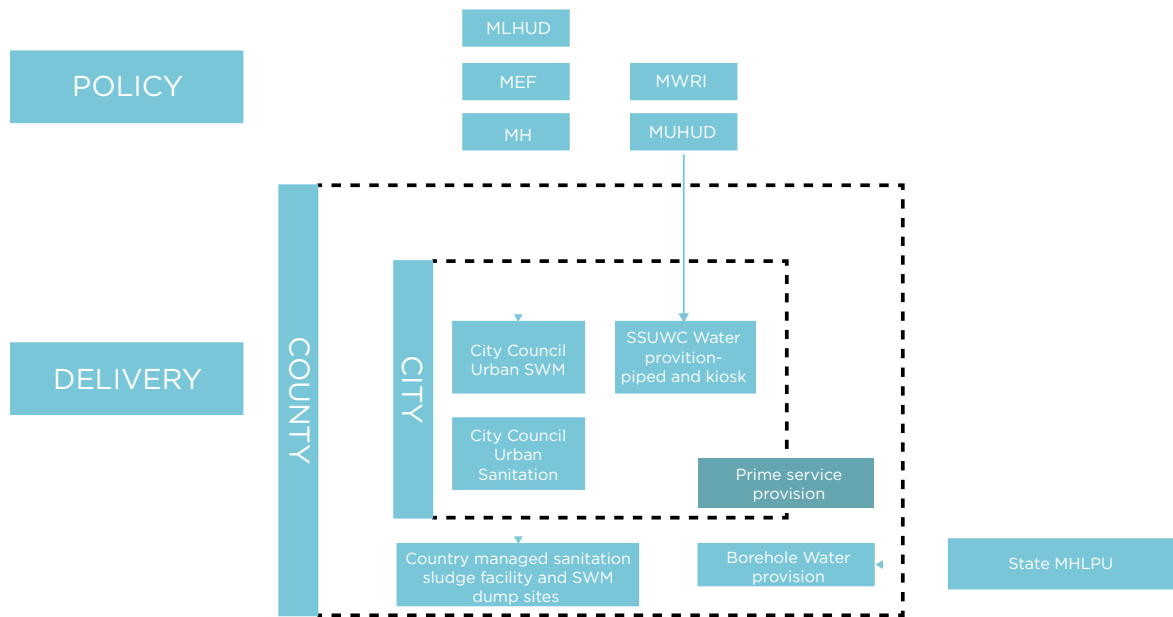 MLHUD
POLICY
MEF
MWRI
MH
MUHUD
COUNTY
CITY
DELIVERY
City Council
Urban SWM
SSUWC Water
provition-
piped and kiosk
City Council
Urban
Sanitation
Prime service
provision
Country managed sanitation
sludge facility and SWM
dump sites
Borehole Water
provision
State MHLPU